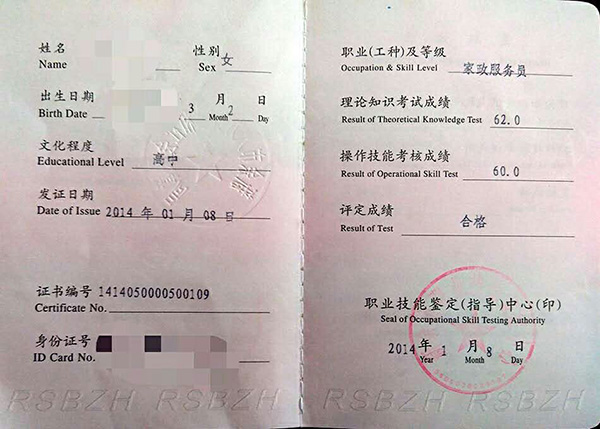 姓名
Name
性别
Sex 女
出生日期
Birth Date
3 月 2 日
Month Day
文化程度
Educational Level 高中
发证日期
Date of Issue 2014 年 01 月 08 日
证书编号 1414050000500109
Certificate No.
身份证号
ID Card No.
RSBZH RSBZH
职业(工种)及等级
Occupation & Skill Level 家政服务员
理论知识考试成绩
Result of Theoretical Knowledge Test 62.0
操作技能考核成绩
Result of Operational Skill Test 60.0
评定成绩
Result of Test 合格
职业技能鉴定(指导)中心(印)
Seal of Occupational Skill Testing Authority
2014 年 1 月 8 日
Year Month Day
RSBZH RSBZH